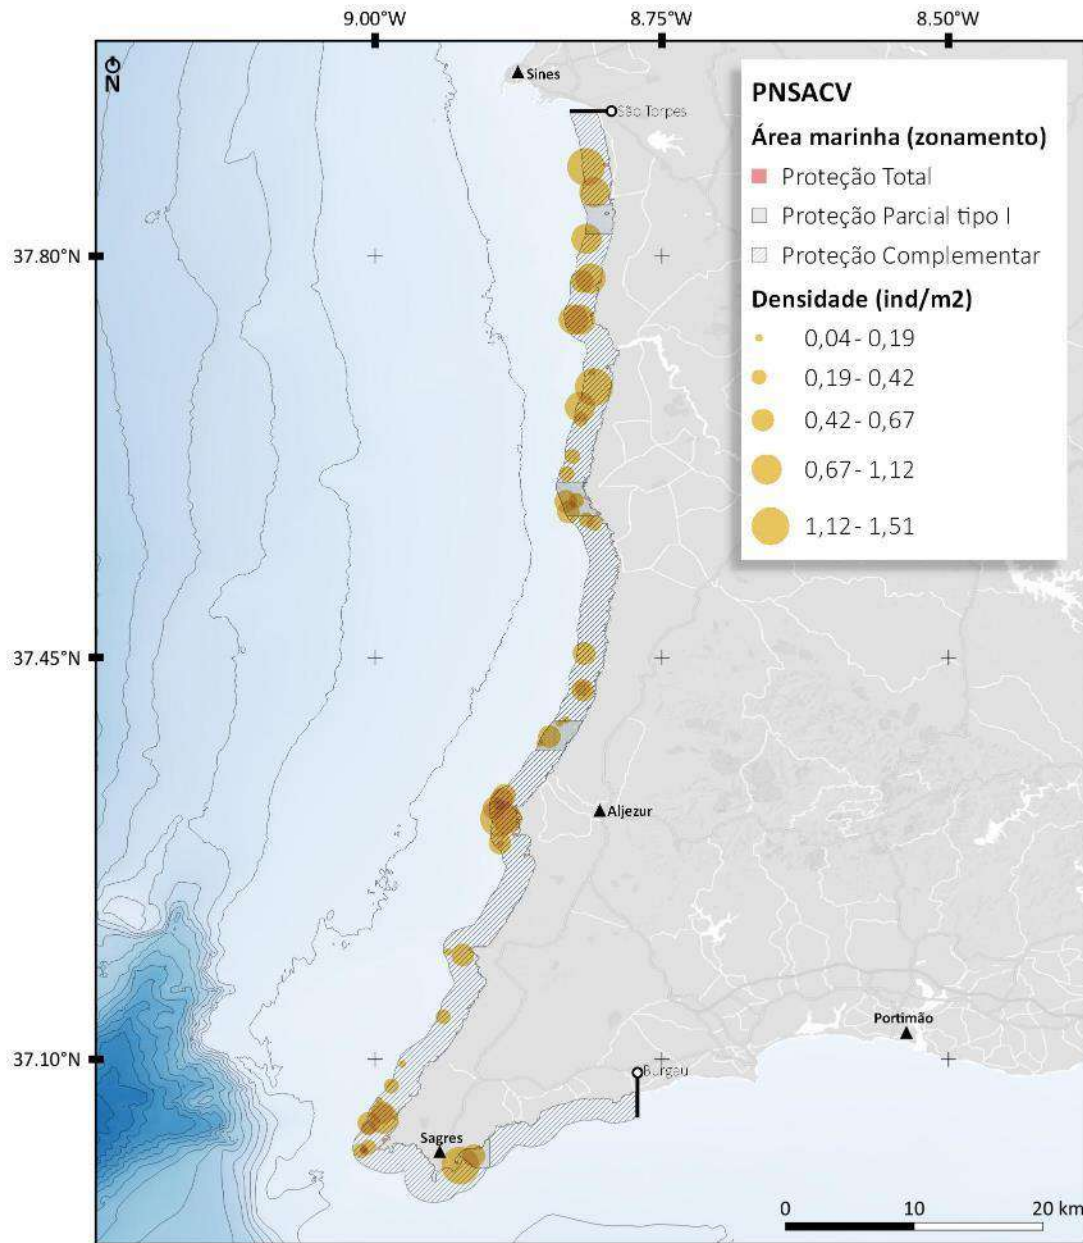 9.00°W 8.75°W 8.50°W
N
Sines
São Torpes
PNSACV
Área marinha (zonamento)
Proteção Total
Proteção Parcial tipo I
Proteção Complementar
Densidade (ind/m2)
0,04 - 0,19
0,19 - 0,42
0,42 - 0,67
0,67 - 1,12
1,12 - 1,51
37.80°N
37.45°N
Aljezur
Portimão
37.10°N
Burgau
Sagres
0 10 20 km